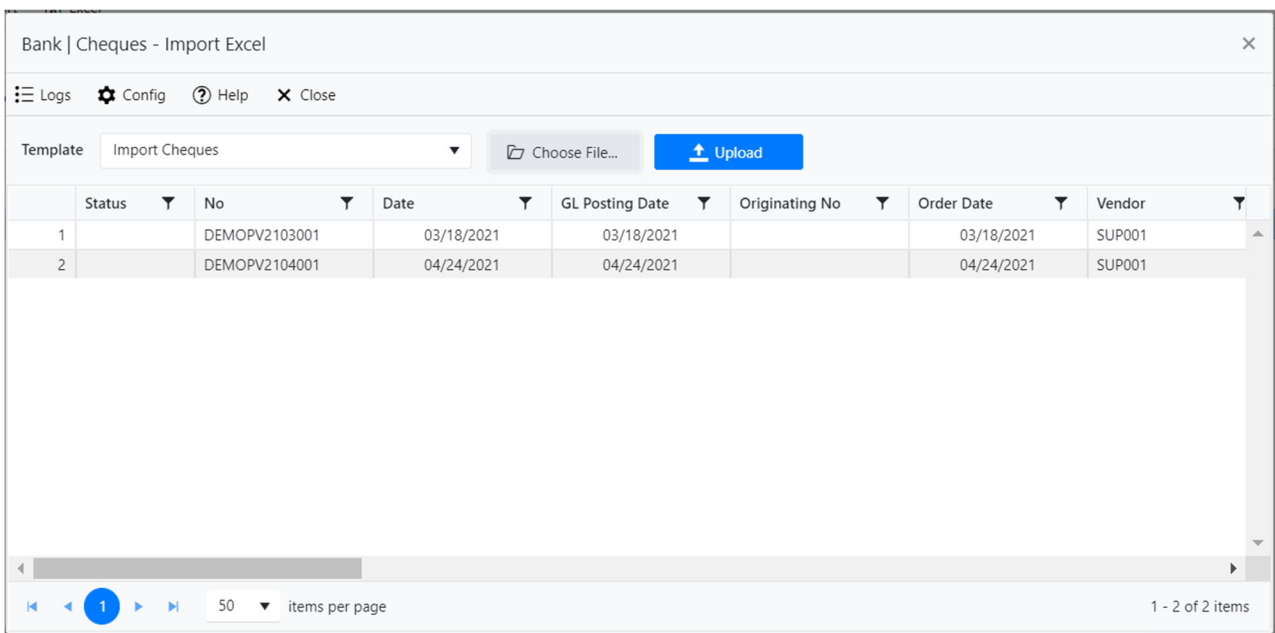 Bank | Cheques - Import Excel
Logs Config Help Close
Template Import Cheques Choose File... Upload
Status No Date GL Posting Date Originating No Order Date Vendor
1 DEMOPV2103001 03/18/2021 03/18/2021 03/18/2021 SUP001
2 DEMOPV2104001 04/24/2021 04/24/2021 04/24/2021 SUP001
1 50 items per page 1 - 2 of 2 items